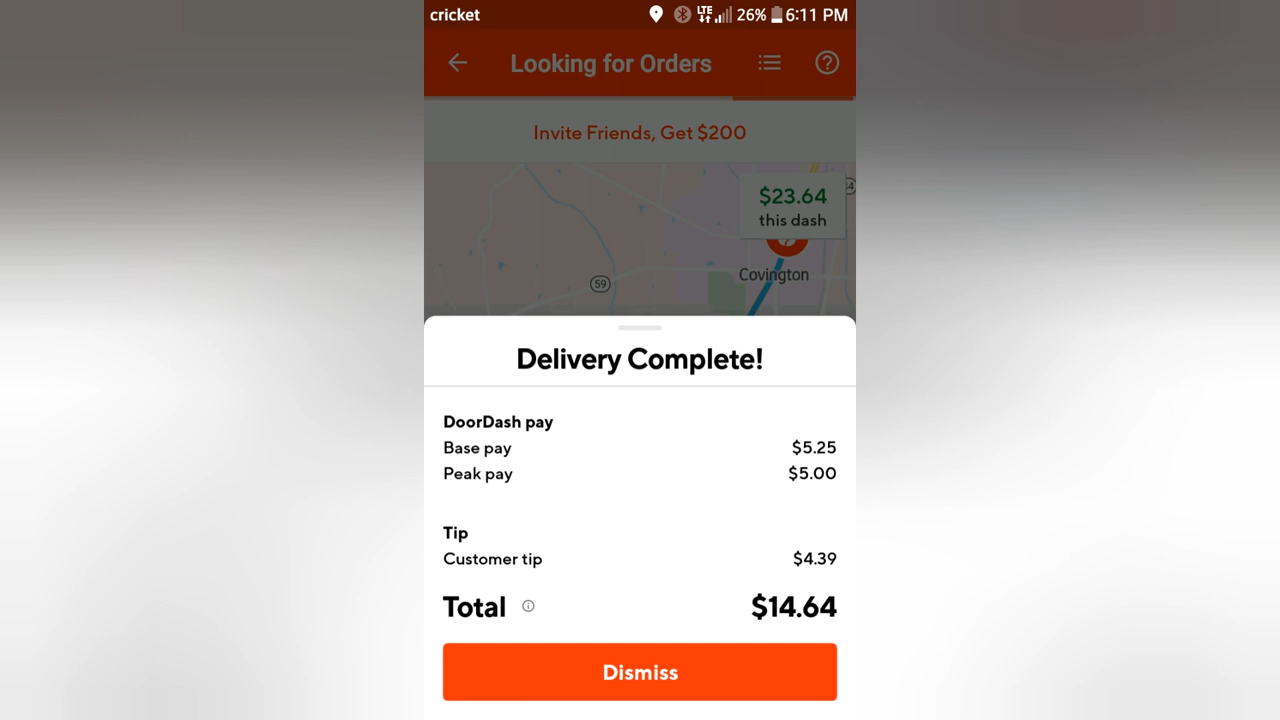 cricket LTE 26% 6:11 PM
Looking for Orders
Invite Friends, Get $200
$23.64
this dash
Covington
59
Delivery Complete!
DoorDash pay
Base pay $5.25
Peak pay $5.00
Tip
Customer tip $4.39
Total $14.64
Dismiss